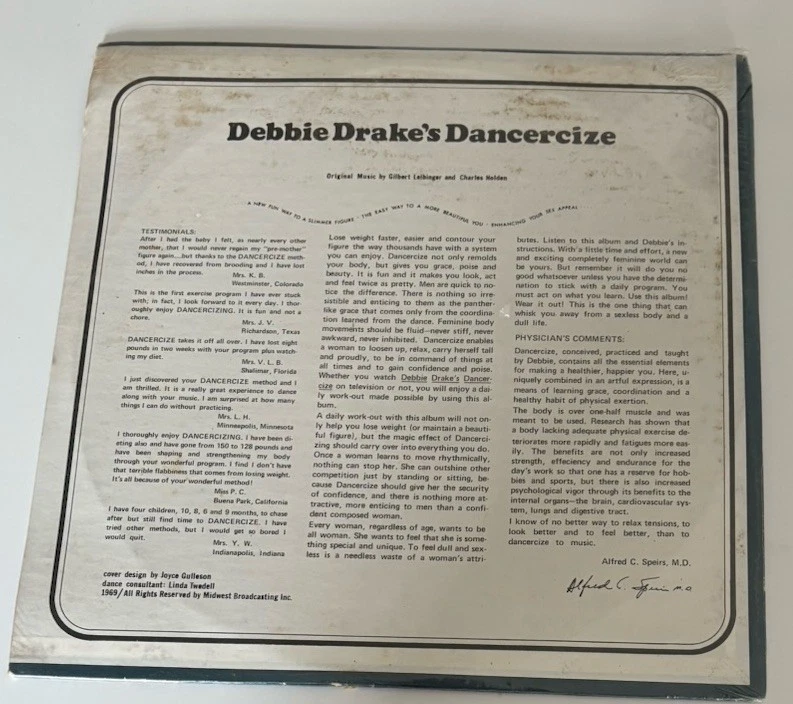 Debbie Drake's Dancercize
Original Music by Gilbert Leibinger and Charles Holden
A NEW FUN WAY TO A SLIMMER FIGURE · THE EASY WAY TO A MORE BEAUTIFUL YOU · ENHANCING YOUR SEX APPEAL
TESTIMONIALS:
After I had the baby I felt, as nearly every other
mother, that I would never regain my "pre-mother"
figure again...but thanks to the DANCERCIZE meth-
od, I have recovered from brooding and I have lost
inches in the process.
Mrs. K. B.
Westminster, Colorado
This is the first exercise program I have ever stuck
with; in fact, I look forward to it every day. I thor-
oughly enjoy DANCERCIZING. It is fun and not a
chore.
Mrs. J. V.
Richardson, Texas
DANCERCIZE takes it off all over. I have lost eight
pounds in two weeks with your program plus watch-
ing my diet.
Mrs. V. L. B.
Shalimar, Florida
I just discovered your DANCERCIZE method and I
am thrilled. It is a really great experience to dance
along with your music. I am surprised at how many
things I can do without practicing.
Mrs. L. H.
Minneapolis, Minnesota
I thoroughly enjoy DANCERCIZING. I have been di-
eting also and have gone from 150 to 128 pounds and
have been shaping and strengthening my body
through your wonderful program. I find I don't have
that terrible flabbiness that comes from losing weight.
It's all because of your wonderful method!
Miss P. C.
Buena Park, California
I have four children, 10, 8, 6 and 9 months, to chase
after but still find time to DANCERCIZE. I have
tried other methods, but I would get so bored I
would quit.
Mrs. Y. W.
Indianapolis, Indiana
cover design by Joyce Gulleson
dance consultant: Linda Twedell
1969/All Rights Reserved by Midwest Broadcasting Inc.
Lose weight faster, easier and contour your
figure the way thousands have with a system
you can enjoy. Dancercize not only remolds
your body, but gives you grace, poise and
beauty. It is fun and it makes you look, act
and feel twice as pretty. Men are quick to no-
tice the difference. There is nothing so irre-
sistible and enticing to them as the panther-
like grace that comes only from the coordina-
tion learned from the dance. Feminine body
movements should be fluid—never stiff, never
awkward, never inhibited. Dancercize enables
a woman to loosen up, relax, carry herself tall
and proudly, to be in command of things at
all times and to gain confidence and poise.
Whether you watch Debbie Drake's Dancer-
cize on television or not, you will enjoy a dai-
ly work-out made possible by using this al-
bum.
A daily work-out with this album will not on-
ly help you lose weight (or maintain a beauti-
ful figure), but the magic effect of Danberci-
zing should carry over into everything you do.
Once a woman learns to move rhythmically,
nothing can stop her. She can outshine other
competition just by standing or sitting, be-
cause Dancercize should give her the security
of confidence, and there is nothing more at-
tractive, more enticing to men than a confi-
dent composed woman.
Every woman, regardless of age, wants to be
all woman. She wants to feel that she is some-
thing special and unique. To feel dull and sex-
less is a needless waste of a woman's attri-
butes. Listen to this album and Debbie's in-
structions. With a little time and effort, a new
and exciting completely feminine world can
be yours. But remember it will do you no
good whatsoever unless you have the determi-
nation to stick with a daily program. You
must act on what you learn. Use this album!
Wear it out! This is the one thing that can
whisk you away from a sexless body and a
dull life.
PHYSICIAN'S COMMENTS:
Dancercize, conceived, practiced and taught
by Debbie, contains all the essential elements
for making a healthier, happier you. Here, u-
niquely combined in an artful expression, is a
means of learning grace, coordination and a
healthy habit of physical exertion.
The body is over one-half muscle and was
meant to be used. Research has shown that
a body lacking adequate physical exercise de-
teriorates more rapidly and fatigues more eas-
ily. The benefits are not only increased
strength, effeciency and endurance for the
day's work so that one has a reserve for hob-
bies and sports, but there is also increased
psychological vigor through its benefits to the
internal organs—the brain, cardiovascular sys-
tem, lungs and digestive tract.
I know of no better way to relax tensions, to
look better and to feel better, than to
dancercize to music.
Alfred C. Speirs, M.D.
Alfred C. Speirs M.D.